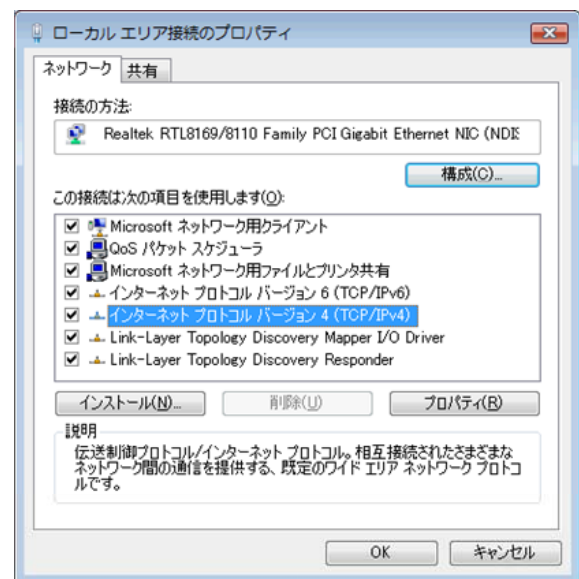 ローカル エリア接続のプロパティ
ネットワーク 共有
接続の方法:
Realtek RTL8169/8110 Family PCI Gigabit Ethernet NIC (NDI
構成(C)...
この接続は次の項目を使用します(O):
Microsoft ネットワーク用クライアント
QoS パケット スケジューラ
Microsoft ネットワーク用ファイルとプリンタ共有
インターネット プロトコル バージョン 6 (TCP/IPv6)
インターネット プロトコル バージョン 4 (TCP/IPv4)
Link-Layer Topology Discovery Mapper I/O Driver
Link-Layer Topology Discovery Responder
インストール(N)... 削除(U) プロパティ(R)
説明
伝送制御プロトコル/インターネット プロトコル。相互接続されたさまざまな
ネットワーク間の通信を提供する、既定のワイド エリア ネットワーク プロトコ
ルです。
OK キャンセル